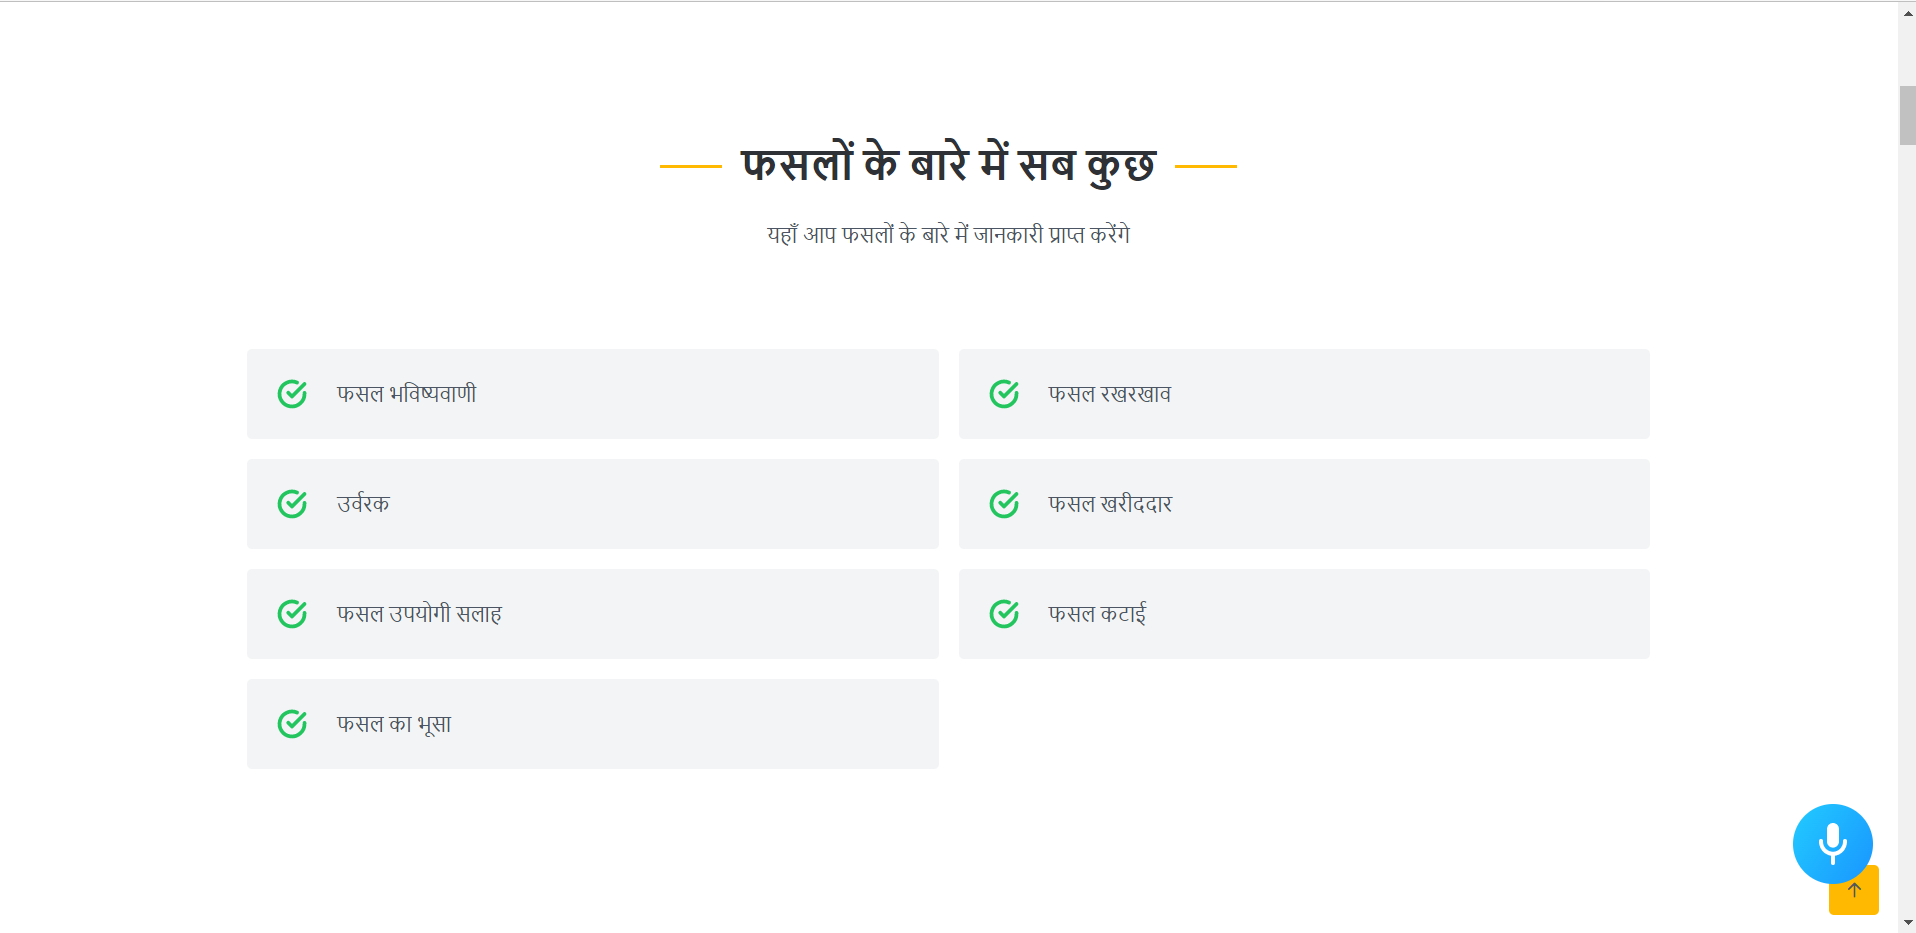 फसलों के बारे में सब कुछ
यहाँ आप फसलों के बारे में जानकारी प्राप्त करेंगे
फसल भविष्यवाणी
फसल रखरखाव
उर्वरक
फसल खरीददार
फसल उपयोगी सलाह
फसल कटाई
फसल का भूसा